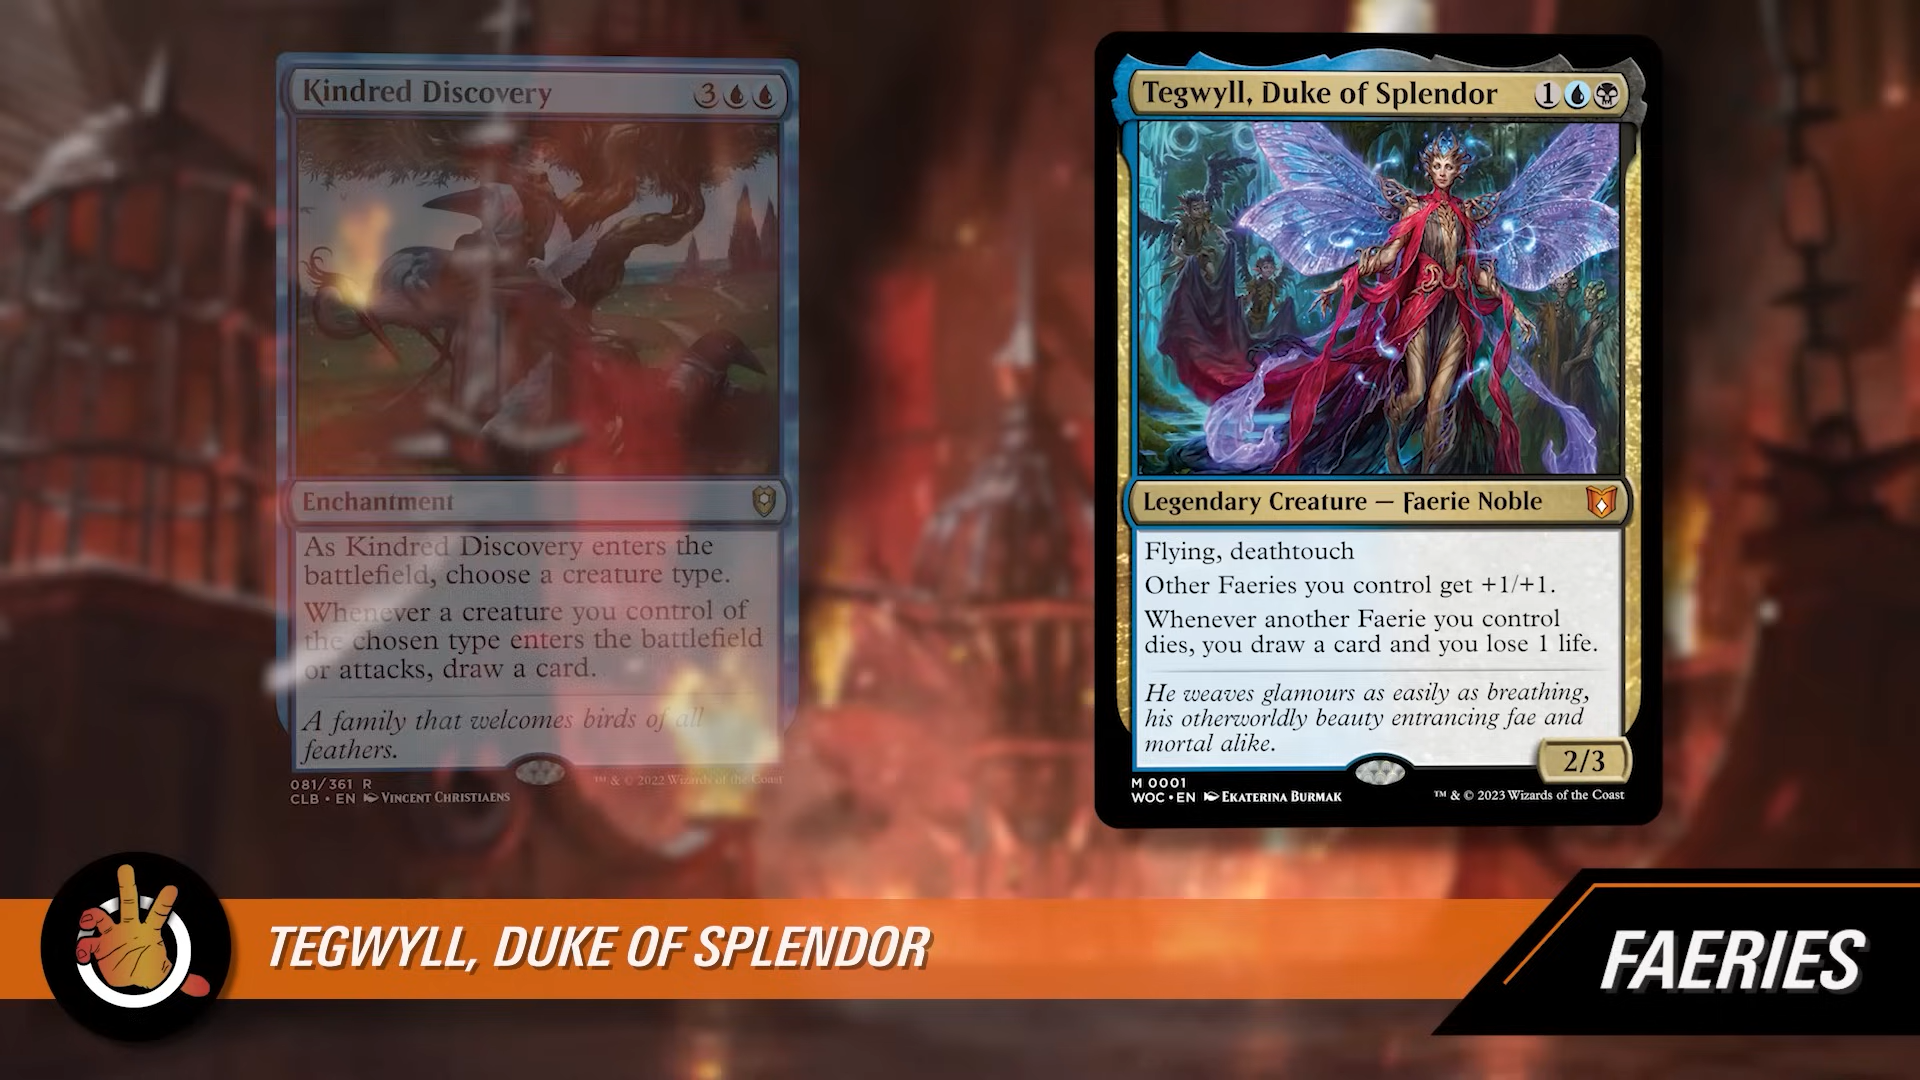 Kindred Discovery 3
Enchantment
As Kindred Discovery enters the
battlefield, choose a creature type.
Whenever a creature you control of
the chosen type enters the battlefield
or attacks, draw a card.
A family that welcomes birds of all
feathers.
081/361 R
CLB • EN Vincent Christiaens
™ & © 2022 Wizards of the Coast
Tegwyll, Duke of Splendor 1
Legendary Creature — Faerie Noble
Flying, deathtouch
Other Faeries you control get +1/+1.
Whenever another Faerie you control
dies, you draw a card and you lose 1 life.
He weaves glamours as easily as breathing,
his otherworldly beauty entrancing fae and
mortal alike.
2/3
M 0001
WOC • EN Ekaterina Burmak
™ & © 2023 Wizards of the Coast
TEGWYLL, DUKE OF SPLENDOR
FAERIES